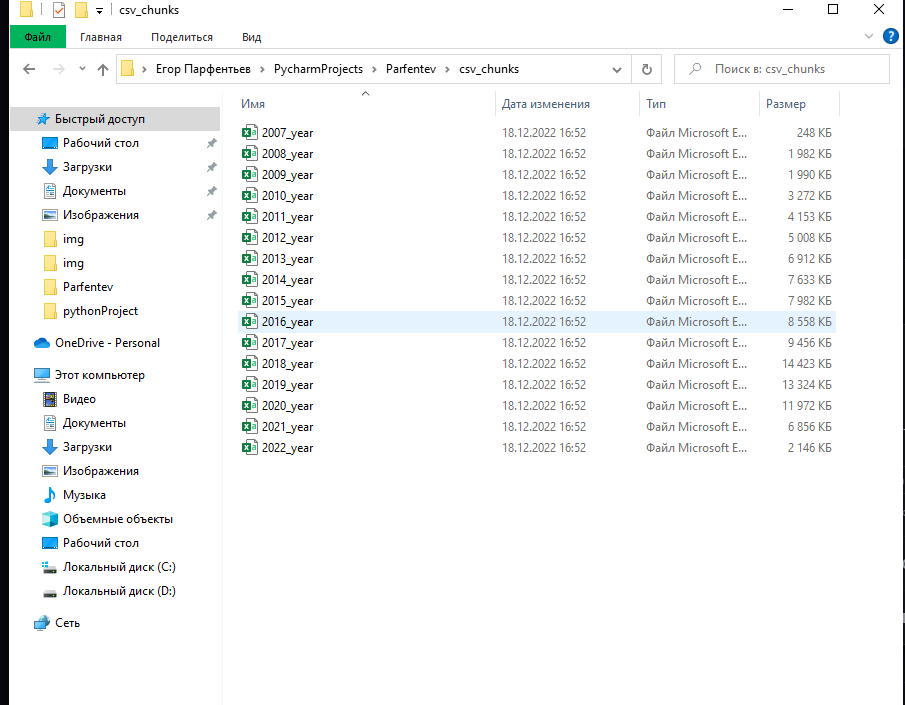 csv_chunks
Файл Главная Поделиться Вид
Егор Парфентьев PycharmProjects Parfentev csv_chunks Поиск в: csv_chunks
Имя Дата изменения Тип Размер
Быстрый доступ
Рабочий стол
Загрузки
Документы
Изображения
img
img
Parfentev
pythonProject
OneDrive - Personal
Этот компьютер
Видео
Документы
Загрузки
Изображения
Музыка
Объемные объекты
Рабочий стол
Локальный диск (C:)
Локальный диск (D:)
Сеть
2007_year 18.12.2022 16:52 Файл Microsoft E... 248 КБ
2008_year 18.12.2022 16:52 Файл Microsoft E... 1 982 КБ
2009_year 18.12.2022 16:52 Файл Microsoft E... 1 990 КБ
2010_year 18.12.2022 16:52 Файл Microsoft E... 3 272 КБ
2011_year 18.12.2022 16:52 Файл Microsoft E... 4 153 КБ
2012_year 18.12.2022 16:52 Файл Microsoft E... 5 008 КБ
2013_year 18.12.2022 16:52 Файл Microsoft E... 6 912 КБ
2014_year 18.12.2022 16:52 Файл Microsoft E... 7 633 КБ
2015_year 18.12.2022 16:52 Файл Microsoft E... 7 982 КБ
2016_year 18.12.2022 16:52 Файл Microsoft E... 8 558 КБ
2017_year 18.12.2022 16:52 Файл Microsoft E... 9 456 КБ
2018_year 18.12.2022 16:52 Файл Microsoft E... 14 423 КБ
2019_year 18.12.2022 16:52 Файл Microsoft E... 13 324 КБ
2020_year 18.12.2022 16:52 Файл Microsoft E... 11 972 КБ
2021_year 18.12.2022 16:52 Файл Microsoft E... 6 856 КБ
2022_year 18.12.2022 16:52 Файл Microsoft E... 2 146 КБ